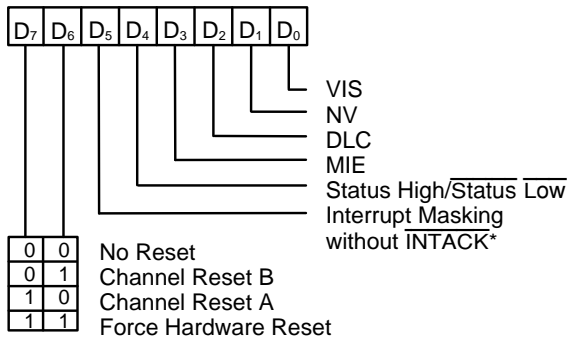 D7 D6 D5 D4 D3 D2 D1 D0
VIS
NV
DLC
MIE
Status High/Status Low
Interrupt Masking
without INTACK*
0 0 No Reset
0 1 Channel Reset B
1 0 Channel Reset A
1 1 Force Hardware Reset